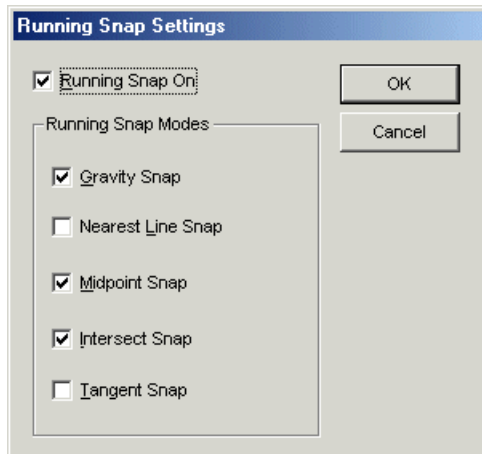 Running Snap Settings
Running Snap On
OK
Running Snap Modes
Cancel
Gravity Snap
Nearest Line Snap
Midpoint Snap
Intersect Snap
Tangent Snap